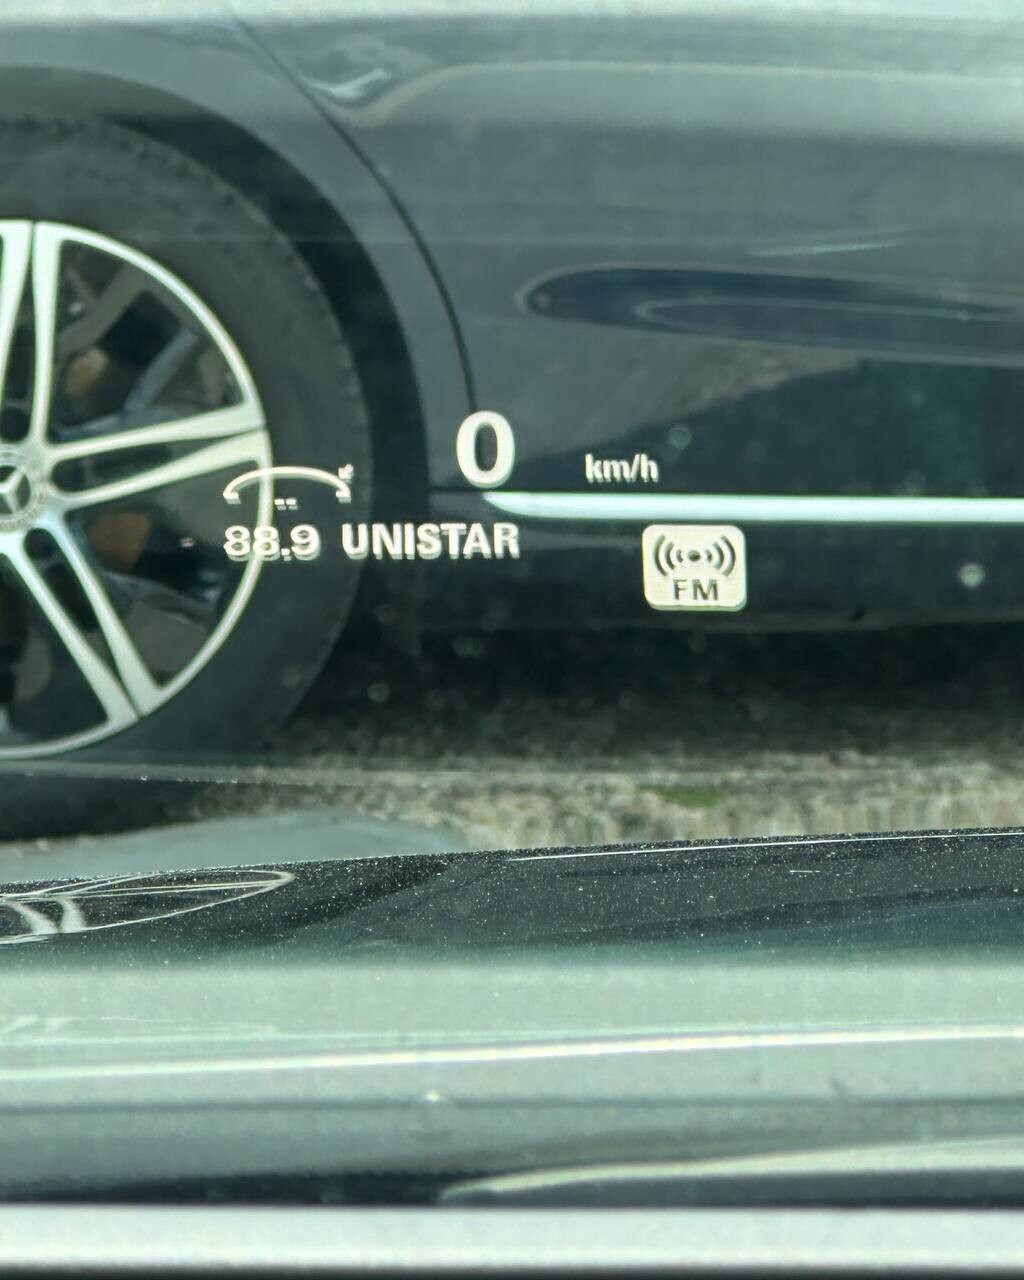 0 km/h
--
88.9 UNISTAR
FM